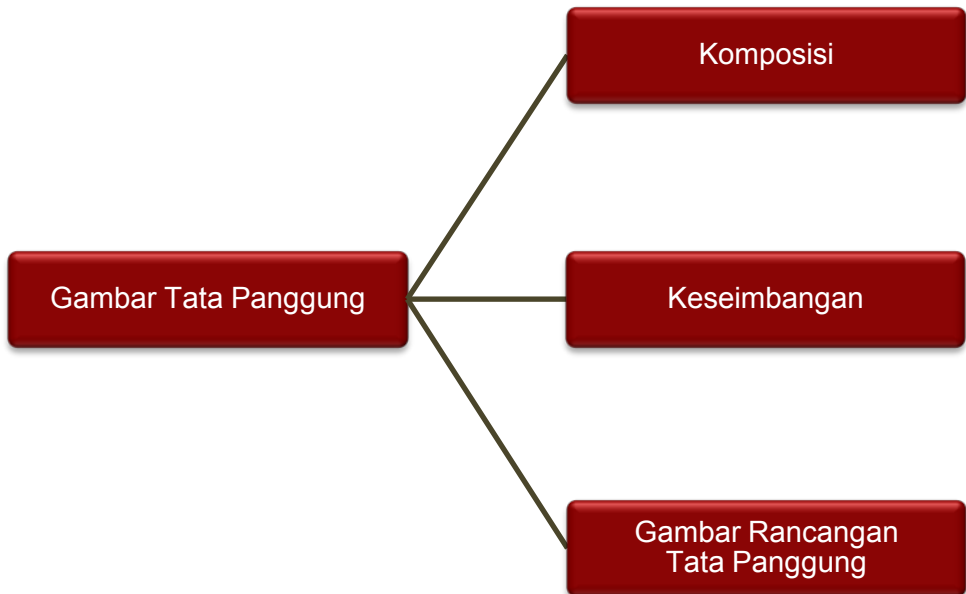 Komposisi
Gambar Tata Panggung
Keseimbangan
Gambar Rancangan
Tata Panggung